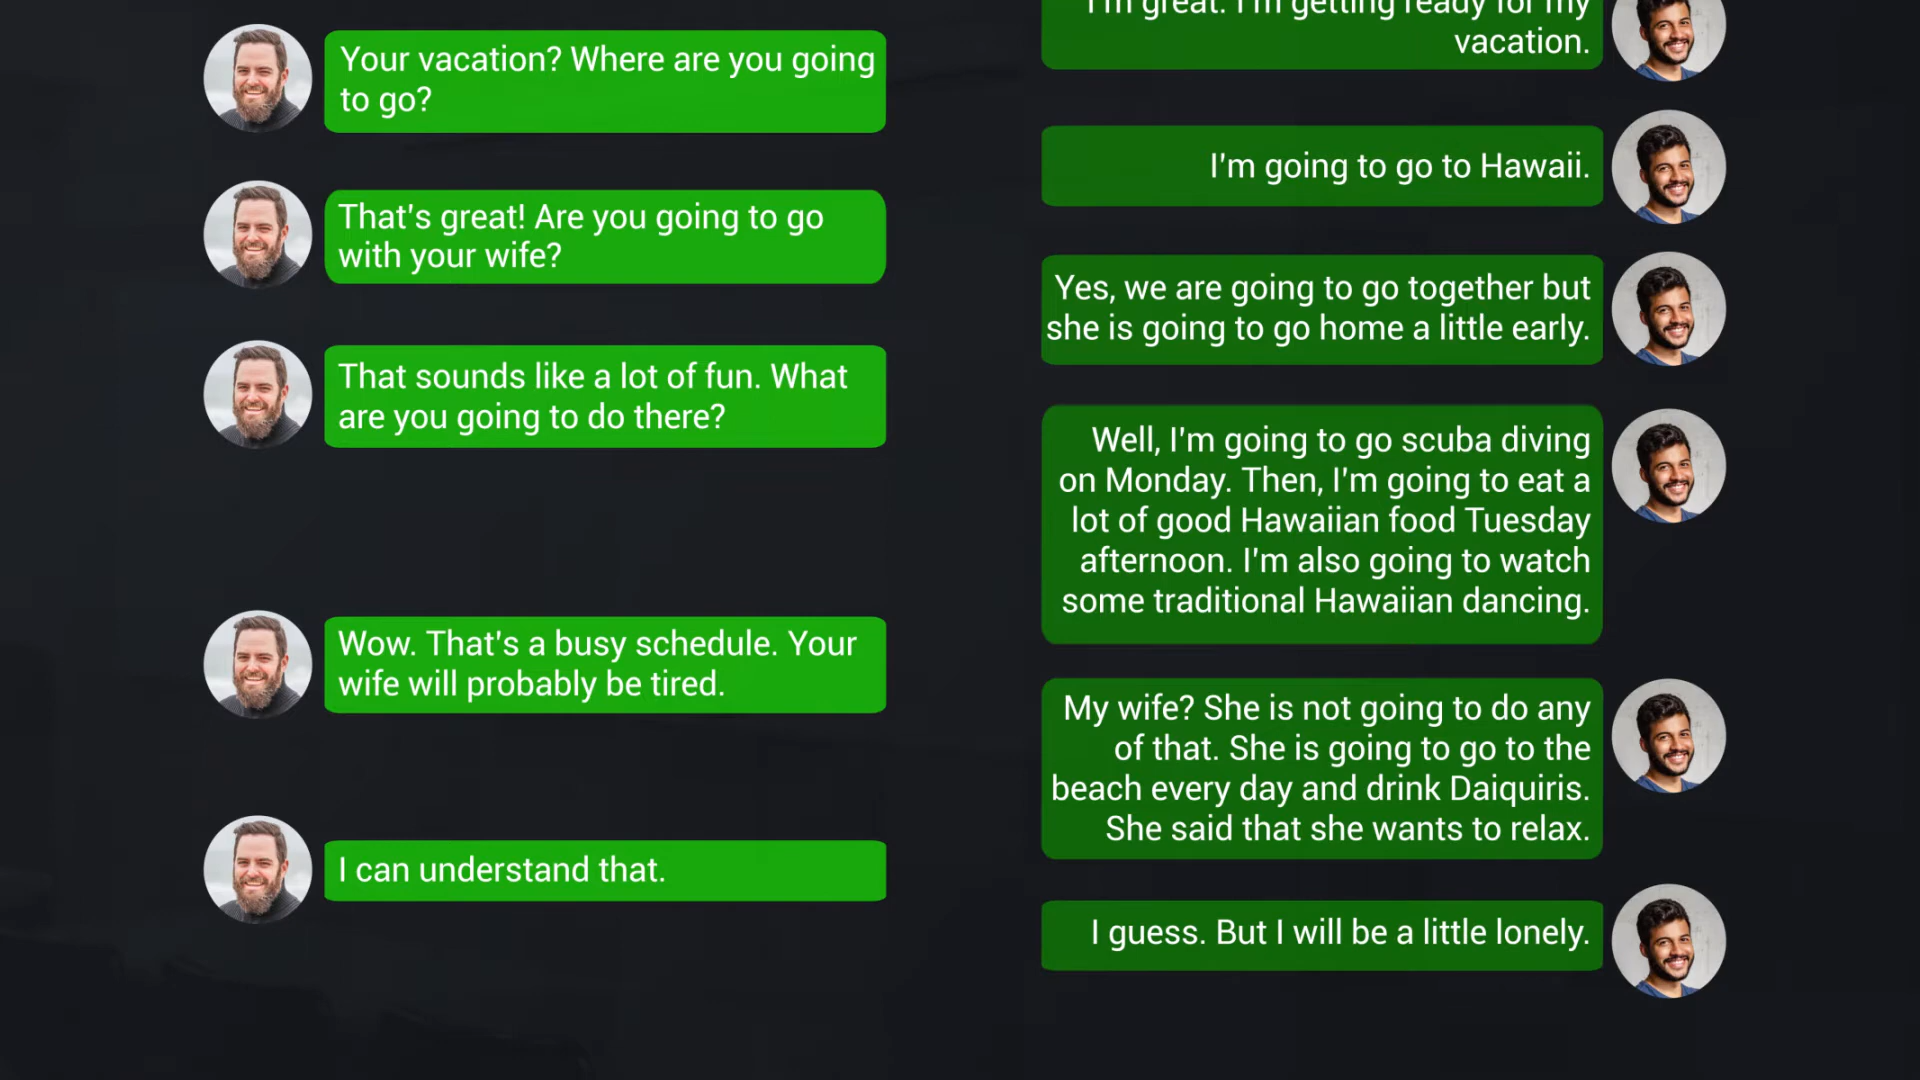 I'm great. I'm getting ready for my
vacation.
Your vacation? Where are you going
to go?
I'm going to go to Hawaii.
That's great! Are you going to go
with your wife?
Yes, we are going to go together but
she is going to go home a little early.
That sounds like a lot of fun. What
are you going to do there?
Well, I'm going to go scuba diving
on Monday. Then, I'm going to eat a
lot of good Hawaiian food Tuesday
afternoon. I'm also going to watch
some traditional Hawaiian dancing.
Wow. That's a busy schedule. Your
wife will probably be tired.
My wife? She is not going to do any
of that. She is going to go to the
beach every day and drink Daiquiris.
She said that she wants to relax.
I can understand that.
I guess. But I will be a little lonely.